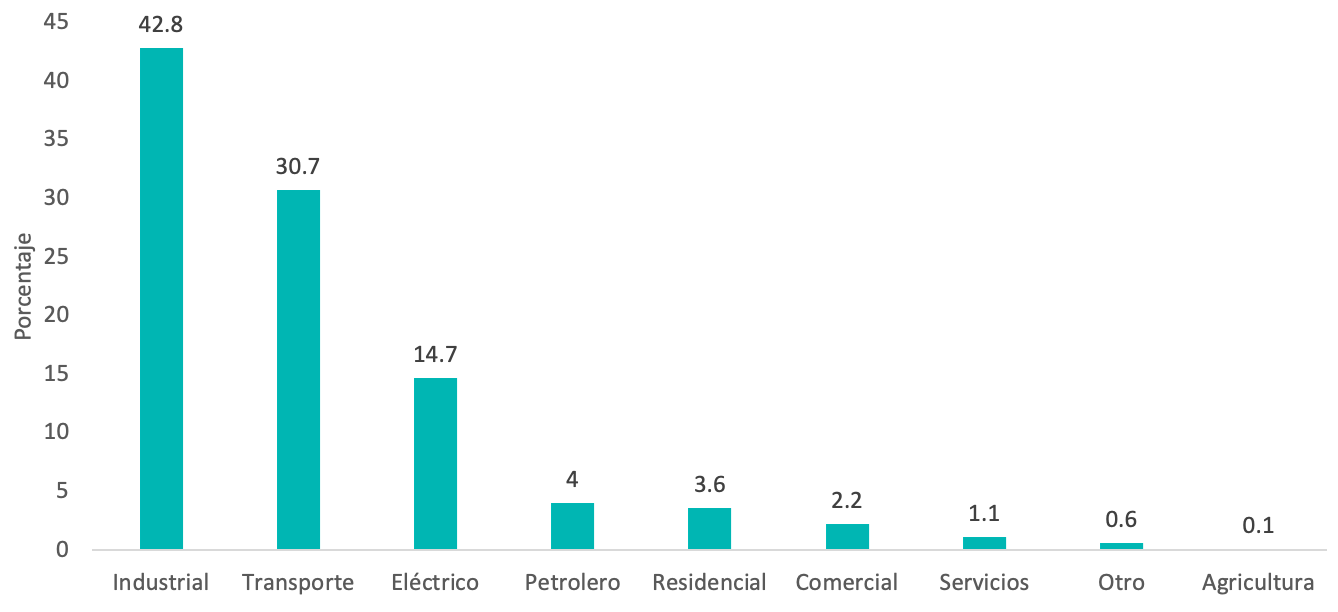 Porcentaje
45
40
35
30
25
20
15
10
5
0
42.8
30.7
14.7
4
3.6
2.2
1.1
0.6
0.1
Industrial
Transporte
Eléctrico
Petrolero
Residencial
Comercial
Servicios
Otro
Agricultura